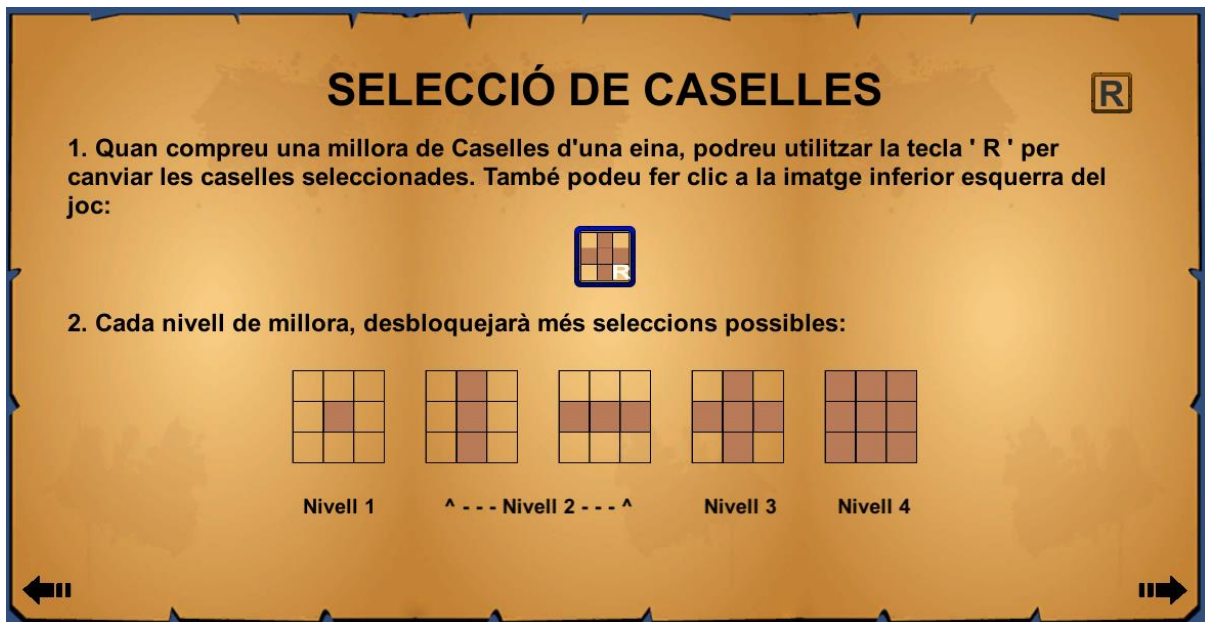 SELECCIÓ DE CASELLES
R
1. Quan compreu una millora de Caselles d'una eina, podreu utilitzar la tecla ' R ' per
canviar les caselles seleccionades. També podeu fer clic a la imatge inferior esquerra del
joc:
R
2. Cada nivell de millora, desbloquejarà més seleccions possibles:
Nivell 1 ^ - - - Nivell 2 - - - ^ Nivell 3 Nivell 4